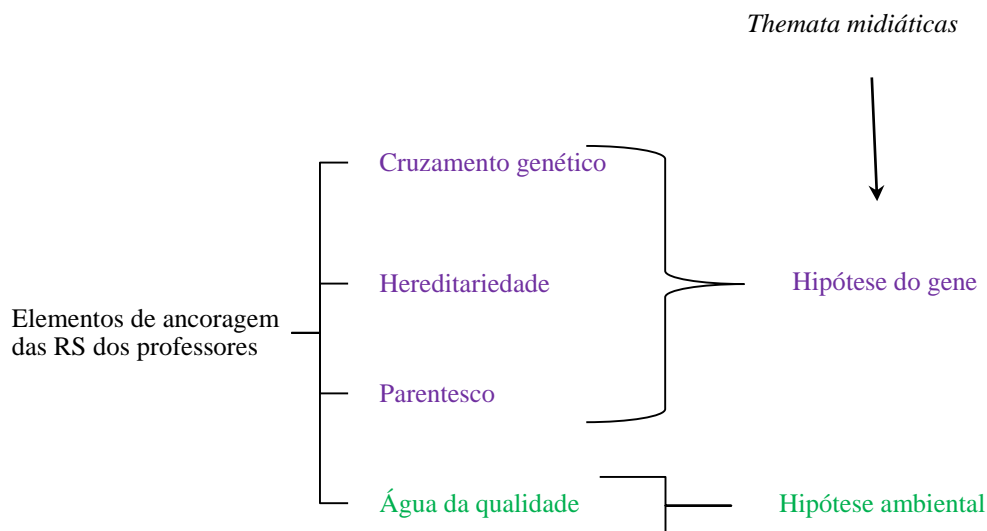 Themata midiáticas
Cruzamento genético
Hereditariedade
Hipótese do gene
Elementos de ancoragem
das RS dos professores
Parentesco
Água da qualidade
Hipótese ambiental